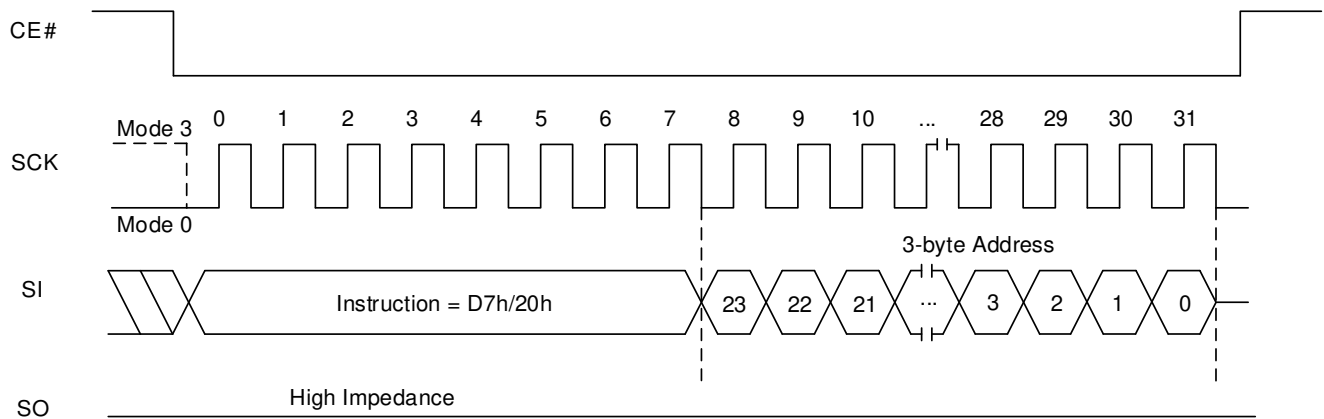 CE#
0 1 2 3 4 5 6 7 8 9 10 ... 28 29 30 31
Mode 3
SCK
Mode 0
3-byte Address
SI
Instruction = D7h/20h 23 22 21 ... 3 2 1 0
High Impedance
SO